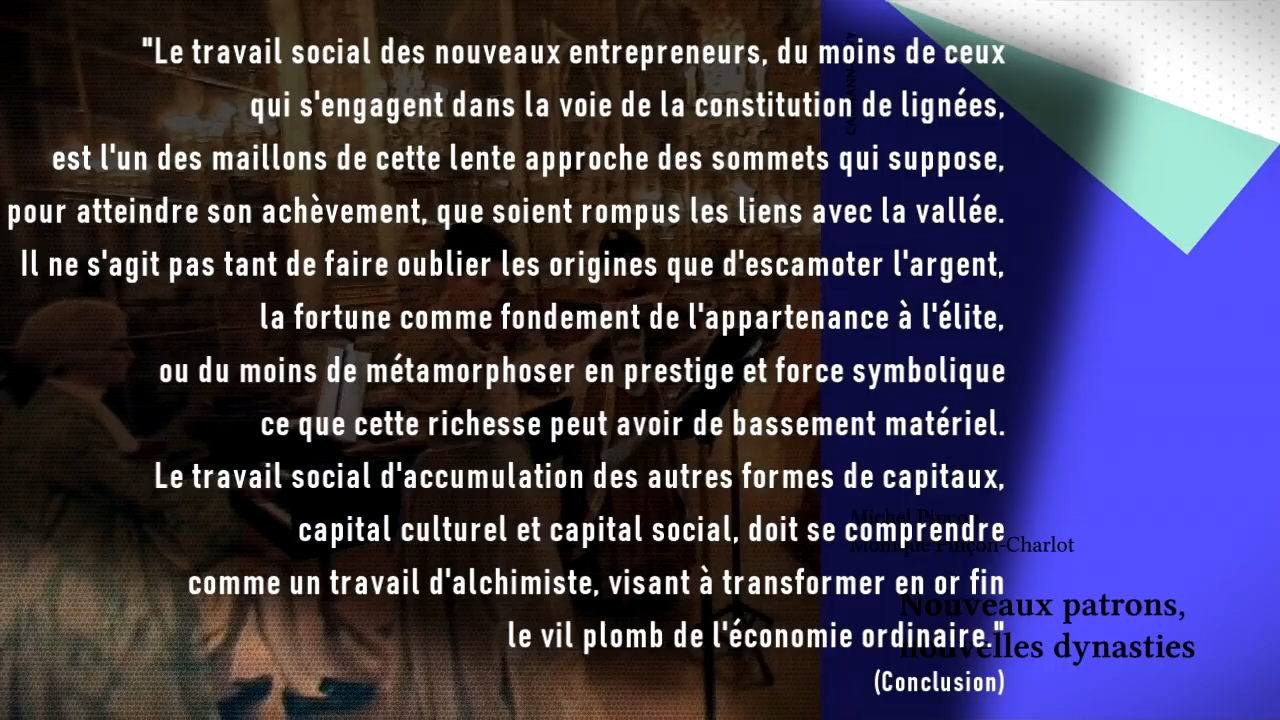 "Le travail social des nouveaux entrepreneurs, du moins de ceux
qui s'engagent dans la voie de la constitution de lignées,
est l'un des maillons de cette lente approche des sommets qui suppose,
pour atteindre son achèvement, que soient rompus les liens avec la vallée.
Il ne s'agit pas tant de faire oublier les origines que d'escamoter l'argent,
la fortune comme fondement de l'appartenance à l'élite,
ou du moins de métamorphoser en prestige et force symbolique
ce que cette richesse peut avoir de bassement matériel.
Le travail social d'accumulation des autres formes de capitaux,
capital culturel et capital social, doit se comprendre
comme un travail d'alchimiste, visant à transformer en or fin
le vil plomb de l'économie ordinaire."
(Conclusion)
Michel Pinçon
Monique Pinçon-Charlot
Nouveaux patrons,
nouvelles dynasties